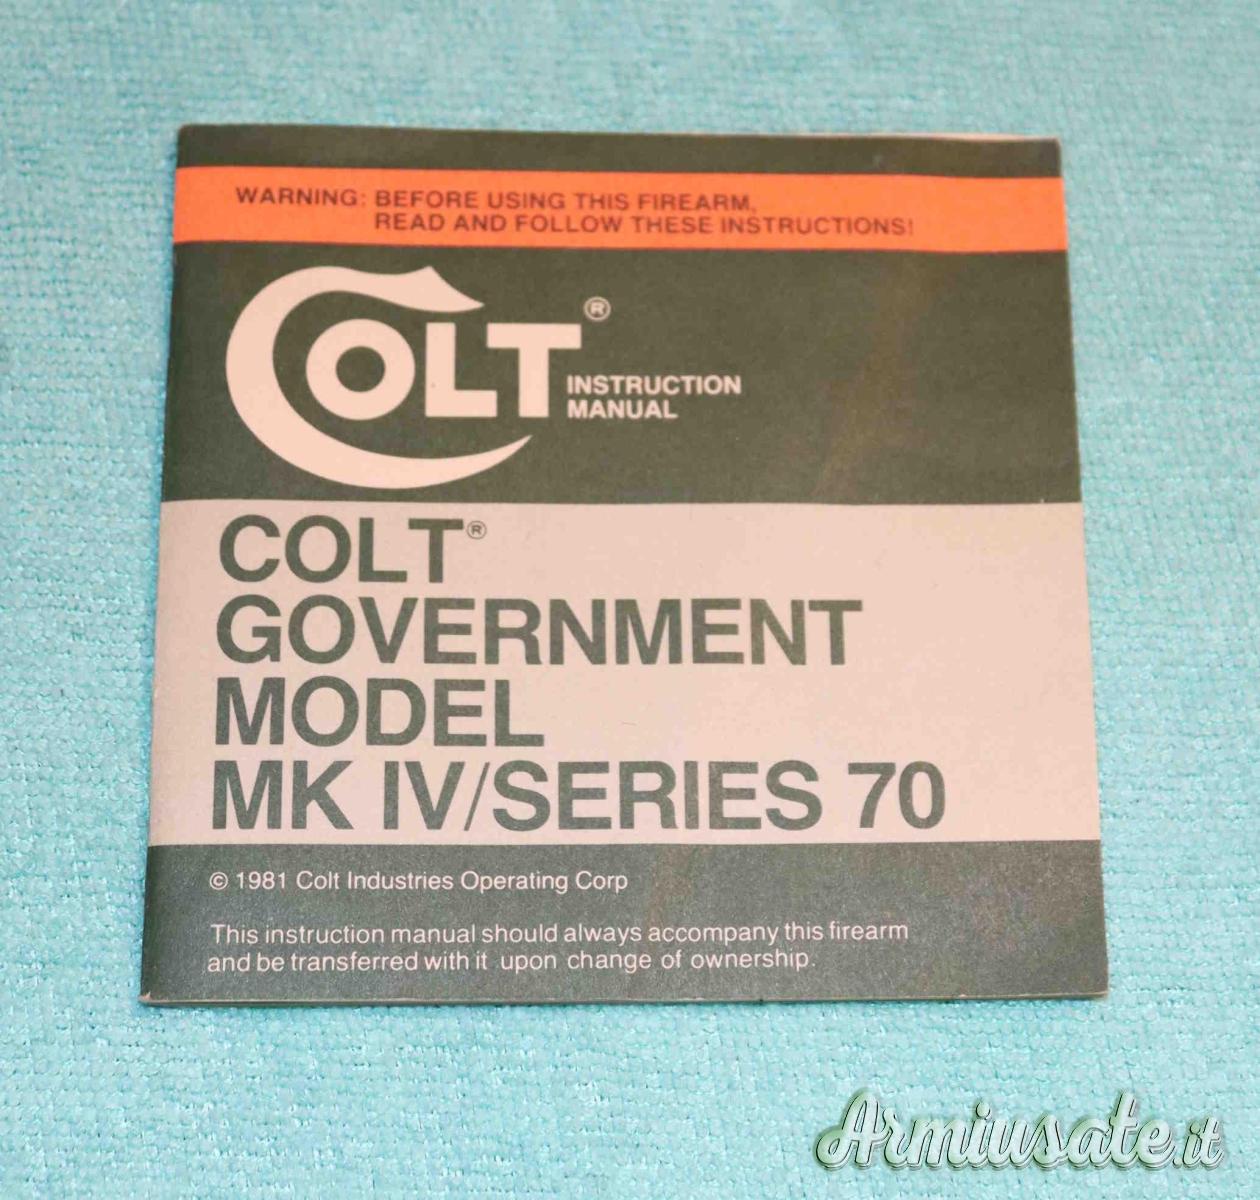 WARNING: BEFORE USING THIS FIREARM,
READ AND FOLLOW THESE INSTRUCTIONS!
COLT®
INSTRUCTION
MANUAL
COLT®
GOVERNMENT
MODEL
MK IV/SERIES 70
© 1981 Colt Industries Operating Corp
This instruction manual should always accompany this firearm
and be transferred with it upon change of ownership.
Armiusate.it